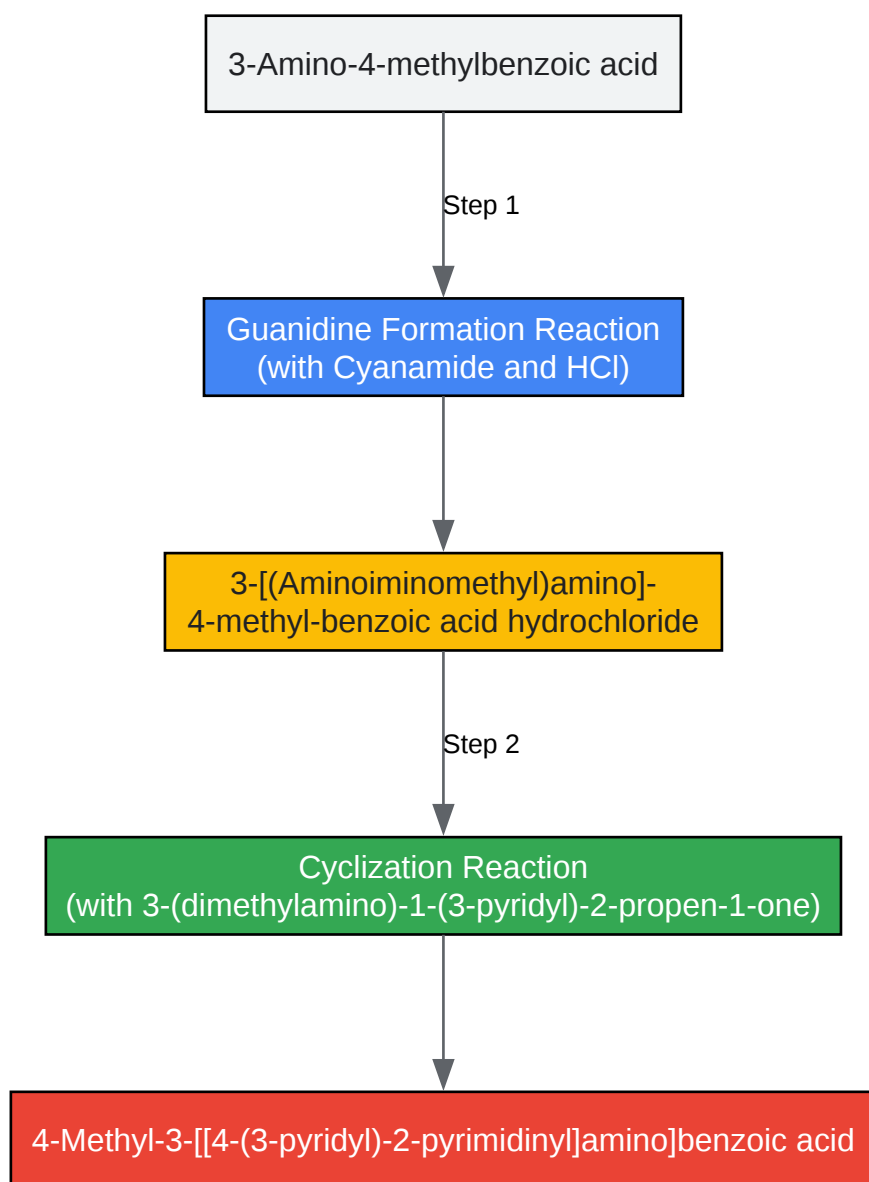 3-Amino-4-methylbenzoic acid
Step 1
Guanidine Formation Reaction
(with Cyanamide and HCl)
3-[(Aminoiminomethyl)amino]-
4-methyl-benzoic acid hydrochloride
Step 2
Cyclization Reaction
(with 3-(dimethylamino)-1-(3-pyridyl)-2-propen-1-one)
4-Methyl-3-[[4-(3-pyridyl)-2-pyrimidinyl]amino]benzoic acid